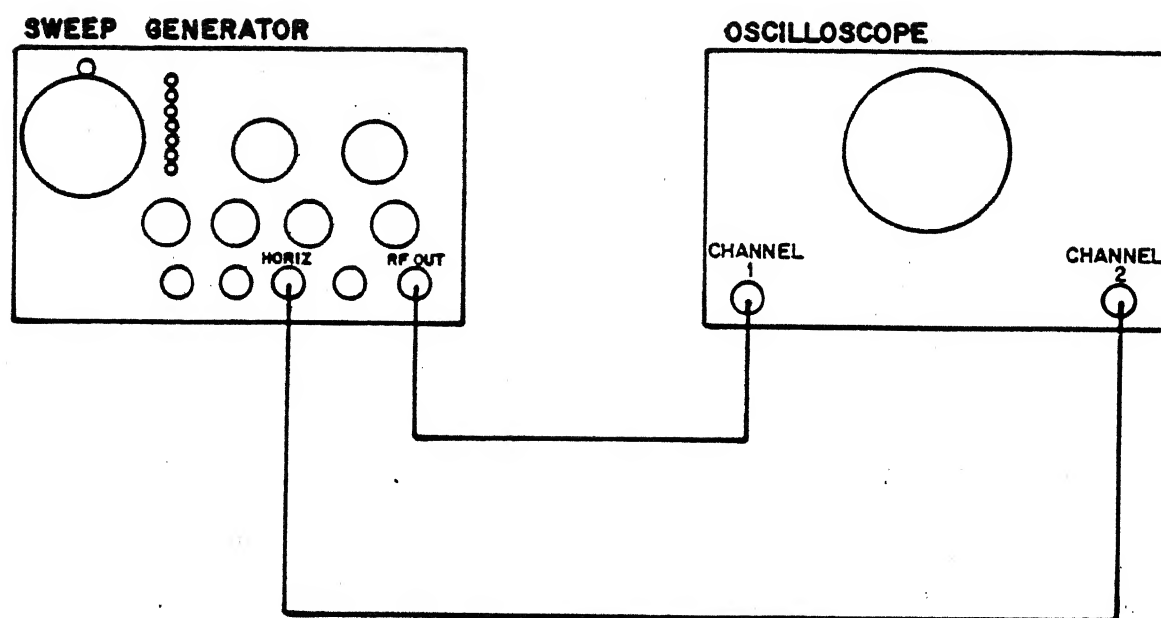 SWEEP GENERATOR
OSCILLOSCOPE
HORIZ
RF OUT
CHANNEL
1
CHANNEL
2